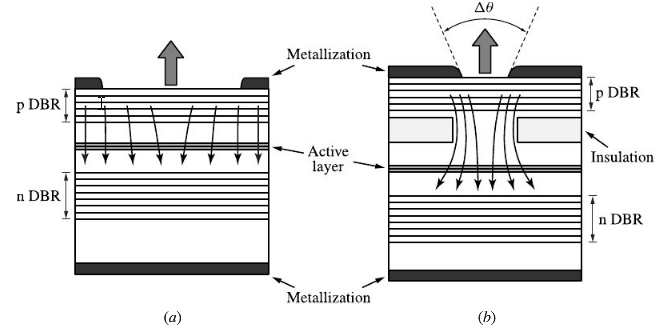 Δθ
Metallization
p DBR
p DBR
Active
layer
Insulation
n DBR
n DBR
Metallization
(a)
(b)